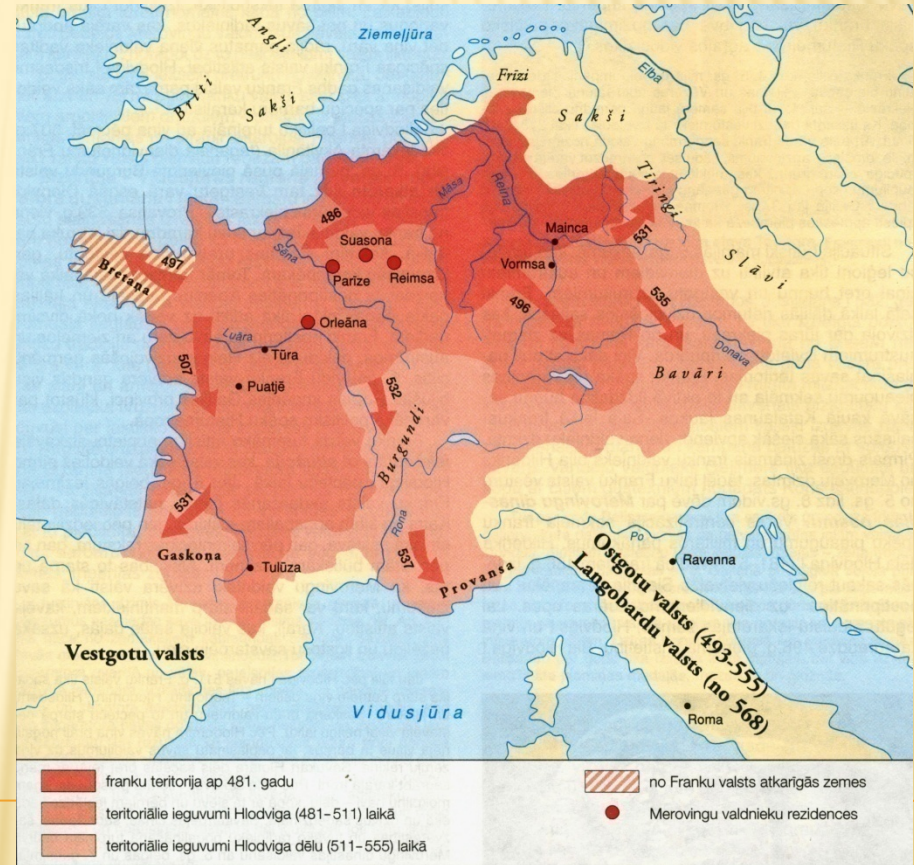 Ziemeļjūra
Angļi
Briti
Sakši
Frīzi
Sakši
Elba
Tiringi
531
Slāvi
Māsa
Reina
486
Suasona
Mainca
Sēna
Parīze
Reimsa
Vormsa
497
Bretaņa
496
535
Orleāna
Luāra
Tūra
Donava
Bavāri
507
Puatjē
532
Burgundi
531
Rona
537
Gaskoņa
Tulūza
Provansa
Po
Ravenna
Ostgotu valsts (493-555)
Langobardu valsts (no 568)
Vestgotu valsts
Vidusjūra
Roma
franku teritorija ap 481. gadu
teritoriālie ieguvumi Hlodviga (481–511) laikā
teritoriālie ieguvumi Hlodviga dēlu (511–555) laikā
no Franku valsts atkarīgās zemes
Merovingu valdnieku rezidences